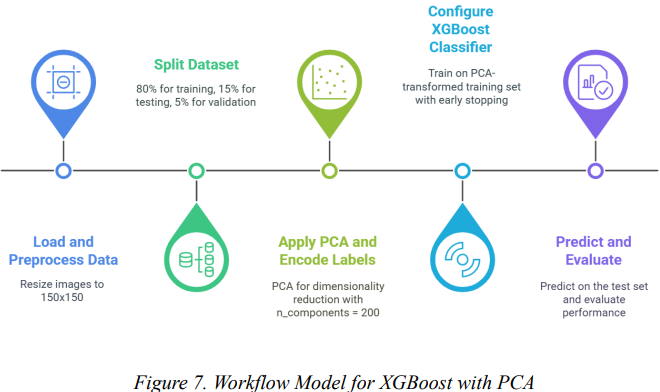 Load and
Preprocess Data
Resize images to
150x150
Split Dataset
80% for training, 15% for
testing, 5% for validation
Apply PCA and
Encode Labels
PCA for dimensionality
reduction with
n_components = 200
Configure
XGBoost
Classifier
Train on PCA-
transformed training set
with early stopping
Predict and
Evaluate
Predict on the test set
and evaluate
performance
Figure 7. Workflow Model for XGBoost with PCA